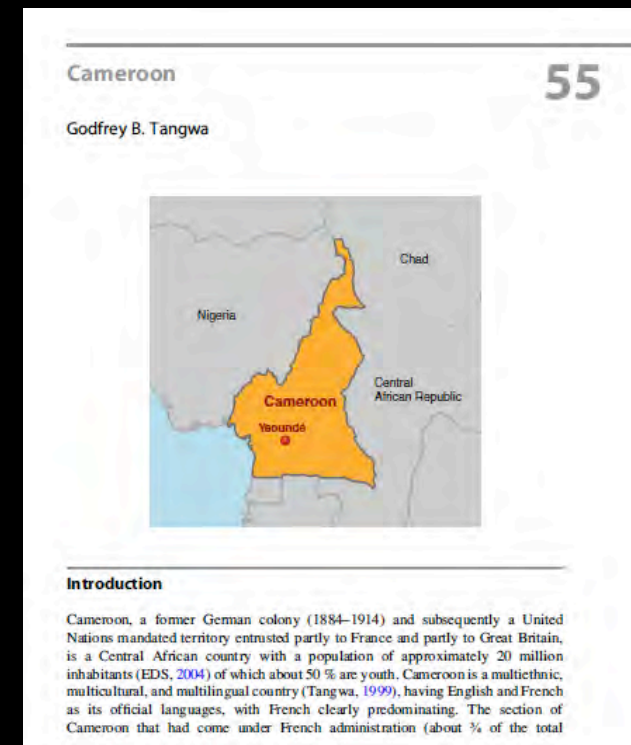 Cameroon
55
Godfrey B. Tangwa
Chad
Nigeria
Central
African Republic
Cameroon
Yaoundé
Introduction
Cameroon, a former German colony (1884–1914) and subsequently a United
Nations mandated territory entrusted partly to France and partly to Great Britain,
is a Central African country with a population of approximately 20 million
inhabitants (EDS, 2004) of which about 50 % are youth. Cameroon is a multiethnic,
multicultural, and multilingual country (Tangwa, 1999), having English and French
as its official languages, with French clearly predominating. The section of
Cameroon that had come under French administration (about ¾ of the total